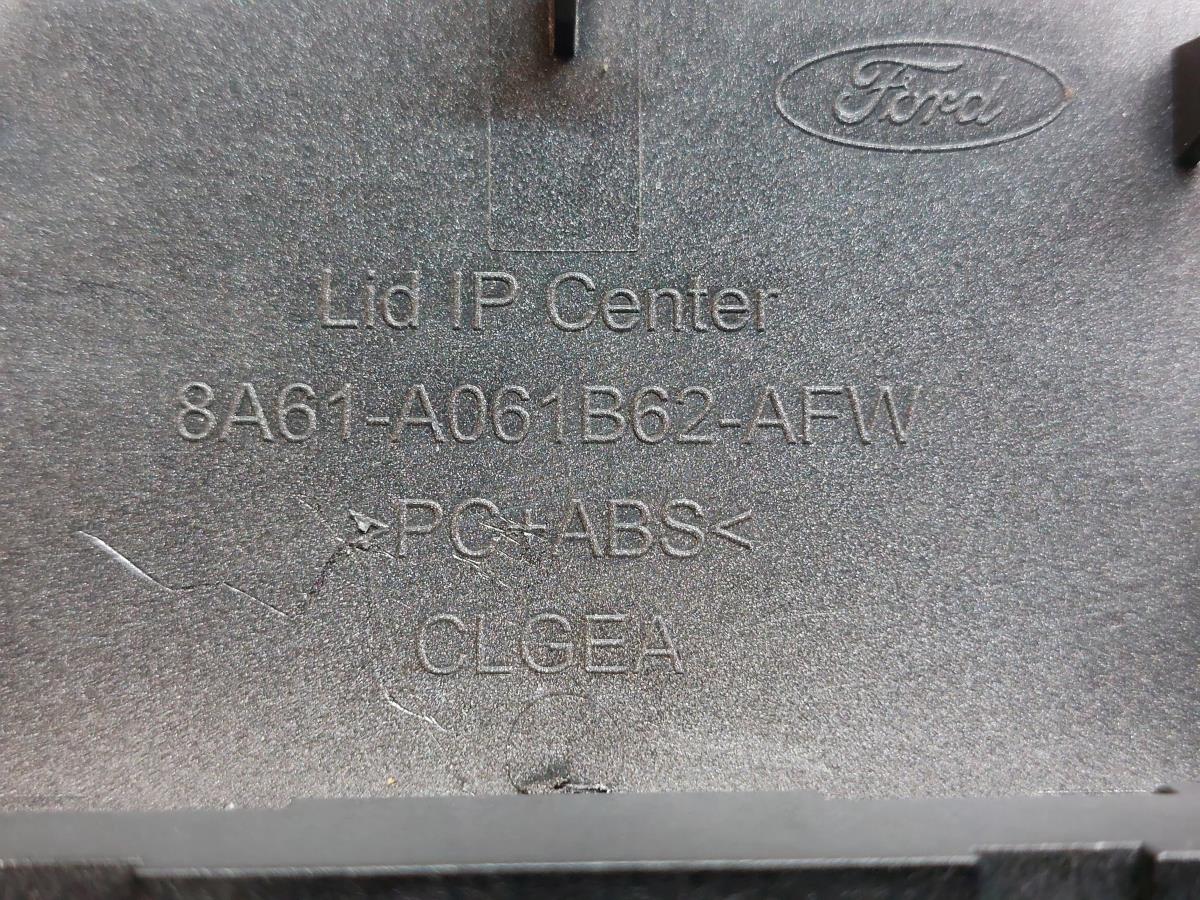 Ford
Lid IP Center
8A61-A061B62-AFW
>PC+ABS<
CLGEA